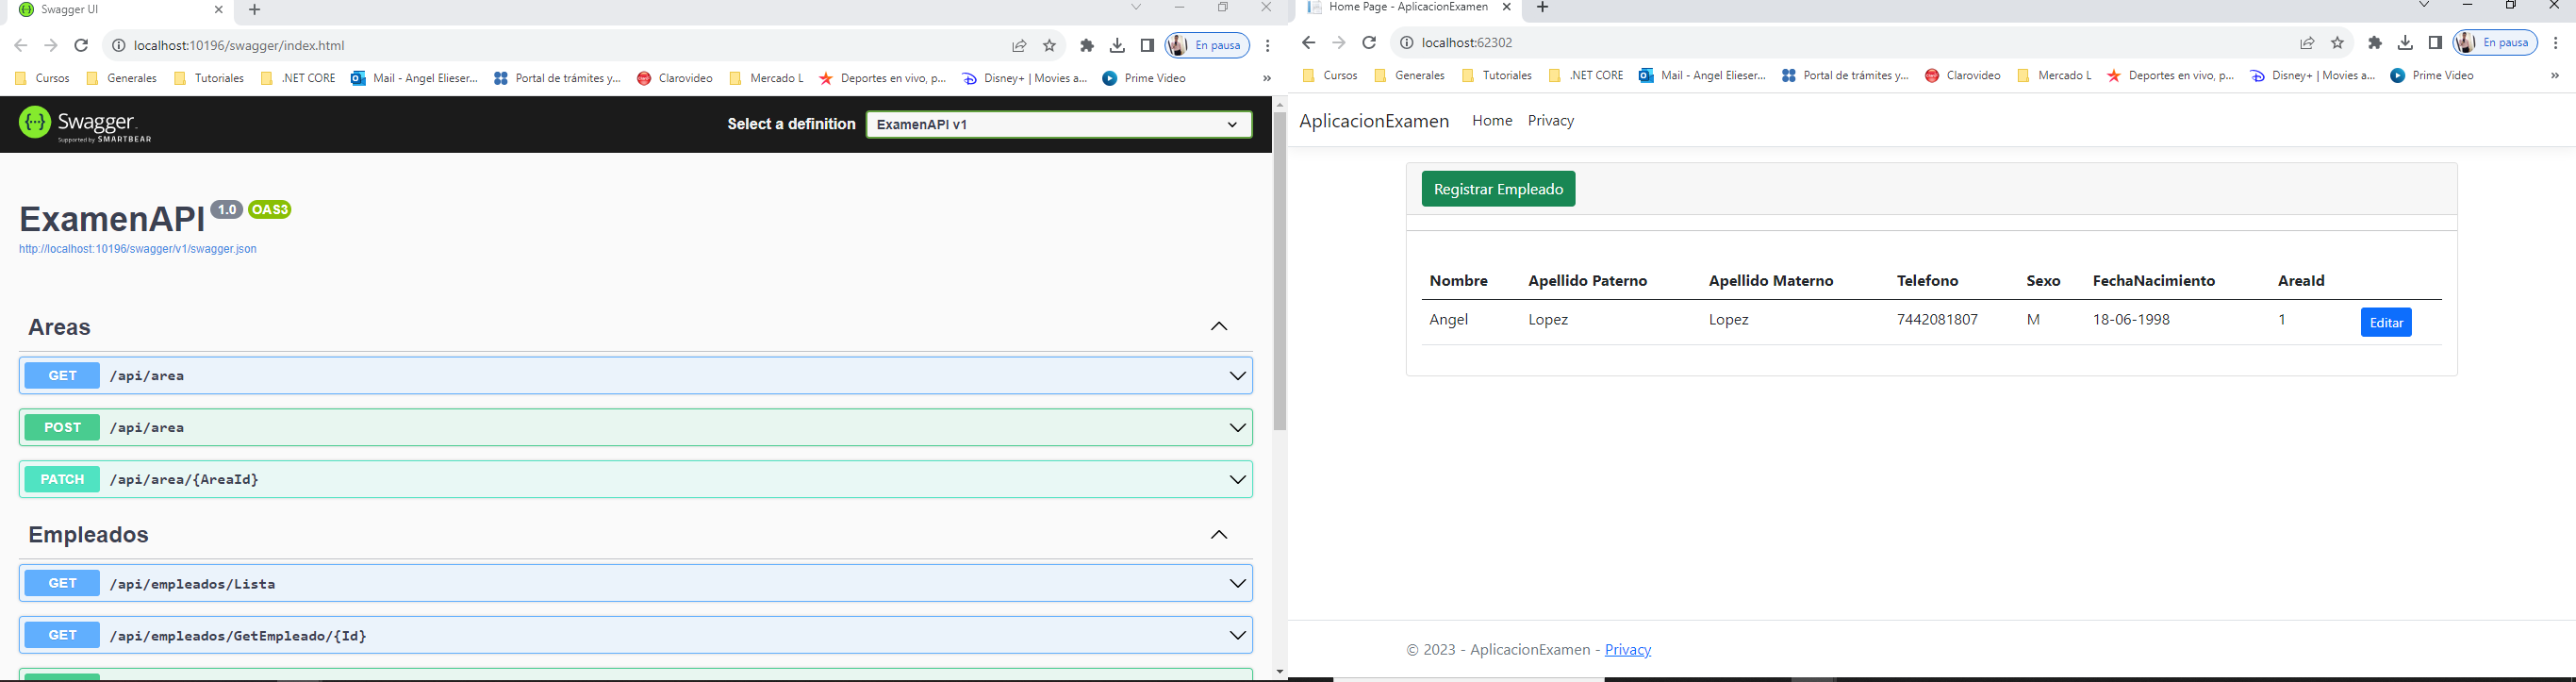 Swagger UI
localhost:10196/swagger/index.html
En pausa
Cursos Generales Tutoriales .NET CORE Mail - Angel Elieser... Portal de trámites y... Clarovideo Mercado L Deportes en vivo, p... Disney+ | Movies a... Prime Video »
Swagger
Supported by SMARTBEAR
Select a definition
ExamenAPI v1
ExamenAPI 1.0 OAS3
http://localhost:10196/swagger/v1/swagger.json
Areas
GET /api/area
POST /api/area
PATCH /api/area/{AreaId}
Empleados
GET /api/empleados/Lista
GET /api/empleados/GetEmpleado/{Id}
Home Page - AplicacionExamen
localhost:62302
En pausa
Cursos Generales Tutoriales .NET CORE Mail - Angel Elieser... Portal de trámites y... Clarovideo Mercado L Deportes en vivo, p... Disney+ | Movies a... Prime Video »
AplicacionExamen Home Privacy
Registrar Empleado
Nombre Apellido Paterno Apellido Materno Telefono Sexo FechaNacimiento AreaId
Angel Lopez Lopez 7442081807 M 18-06-1998 1 Editar
© 2023 - AplicacionExamen - Privacy